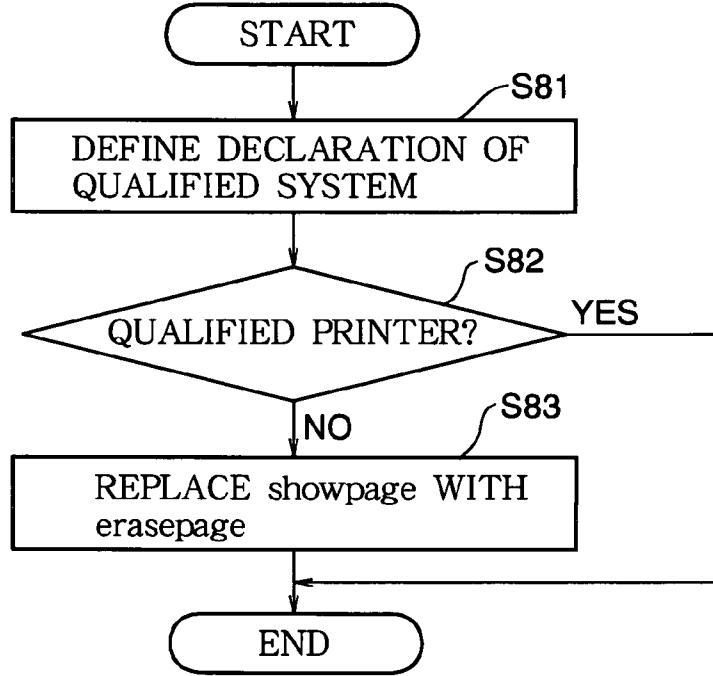 START
S81
DEFINE DECLARATION OF
QUALIFIED SYSTEM
S82
QUALIFIED PRINTER?
YES
NO
S83
REPLACE showpage WITH
erasepage
END